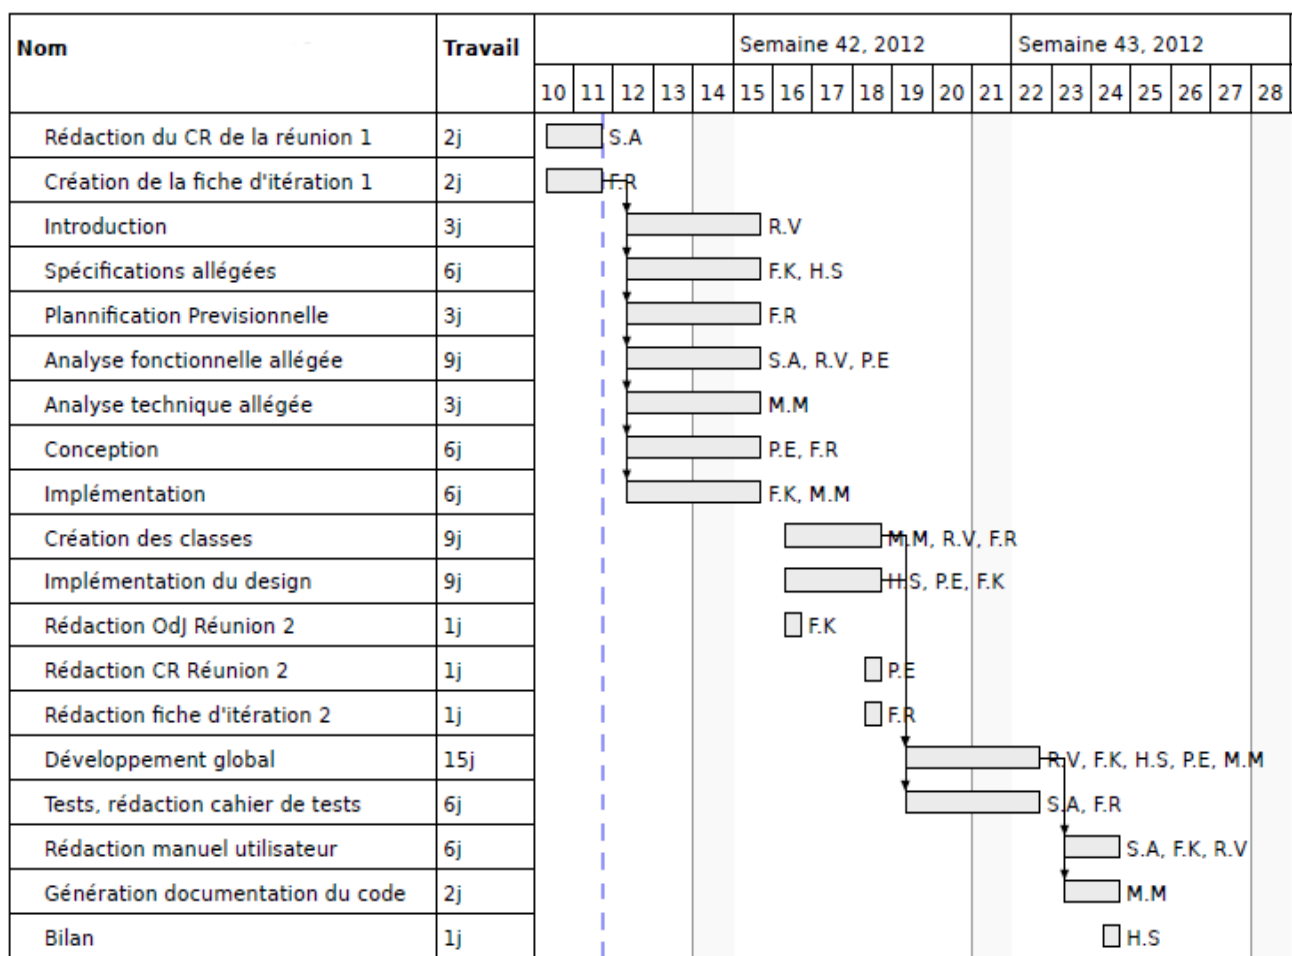 Nom Travail Semaine 42, 2012 Semaine 43, 2012
10 11 12 13 14 15 16 17 18 19 20 21 22 23 24 25 26 27 28
Rédaction du CR de la réunion 1 2j S.A
Création de la fiche d'itération 1 2j F.R
Introduction 3j R.V
Spécifications allégées 6j F.K, H.S
Plannification Previsionnelle 3j F.R
Analyse fonctionnelle allégée 9j S.A, R.V, P.E
Analyse technique allégée 3j M.M
Conception 6j P.E, F.R
Implémentation 6j F.K, M.M
Création des classes 9j M.M, R.V, F.R
Implémentation du design 9j H.S, P.E, F.K
Rédaction OdJ Réunion 2 1j F.K
Rédaction CR Réunion 2 1j P.E
Rédaction fiche d'itération 2 1j F.R
Développement global 15j R.V, F.K, H.S, P.E, M.M
Tests, rédaction cahier de tests 6j S.A, F.R
Rédaction manuel utilisateur 6j S.A, F.K, R.V
Génération documentation du code 2j M.M
Bilan 1j H.S